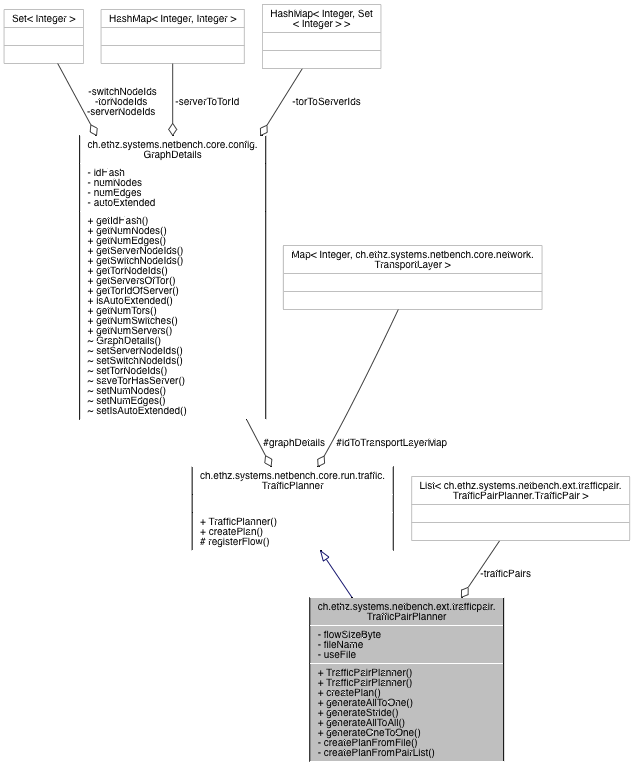 Set< Integer >
HashMap< Integer, Integer >
HashMap< Integer, Set
< Integer > >
-switchNodeIds
-torNodeIds
-serverNodeIds
-serverToTorId
-torToServerIds
ch.ethz.systems.netbench.core.config.
GraphDetails
- idHash
- numNodes
- numEdges
- autoExtended
+ getIdHash()
+ getNumNodes()
+ getNumEdges()
+ getServerNodeIds()
+ getSwitchNodeIds()
+ getTorNodeIds()
+ getServersOfTor()
+ getTorIdOfServer()
+ isAutoExtended()
+ getNumTors()
+ getNumSwitches()
+ getNumServers()
~ GraphDetails()
~ setServerNodeIds()
~ setSwitchNodeIds()
~ setTorNodeIds()
~ saveTorHasServer()
~ setNumNodes()
~ setNumEdges()
~ setIsAutoExtended()
Map< Integer, ch.ethz.systems.netbench.core.network.
TransportLayer >
#graphDetails
#idToTransportLayerMap
ch.ethz.systems.netbench.core.run.traffic.
TrafficPlanner
+ TrafficPlanner()
+ createPlan()
# registerFlow()
List< ch.ethz.systems.netbench.ext.trafficpair.
TrafficPairPlanner.TrafficPair >
-trafficPairs
ch.ethz.systems.netbench.ext.trafficpair.
TrafficPairPlanner
- flowSizeByte
- fileName
- useFile
+ TrafficPairPlanner()
+ TrafficPairPlanner()
+ createPlan()
+ generateAllToOne()
+ generateStride()
+ generateAllToAll()
+ generateOneToOne()
- createPlanFromFile()
- createPlanFromPairList()